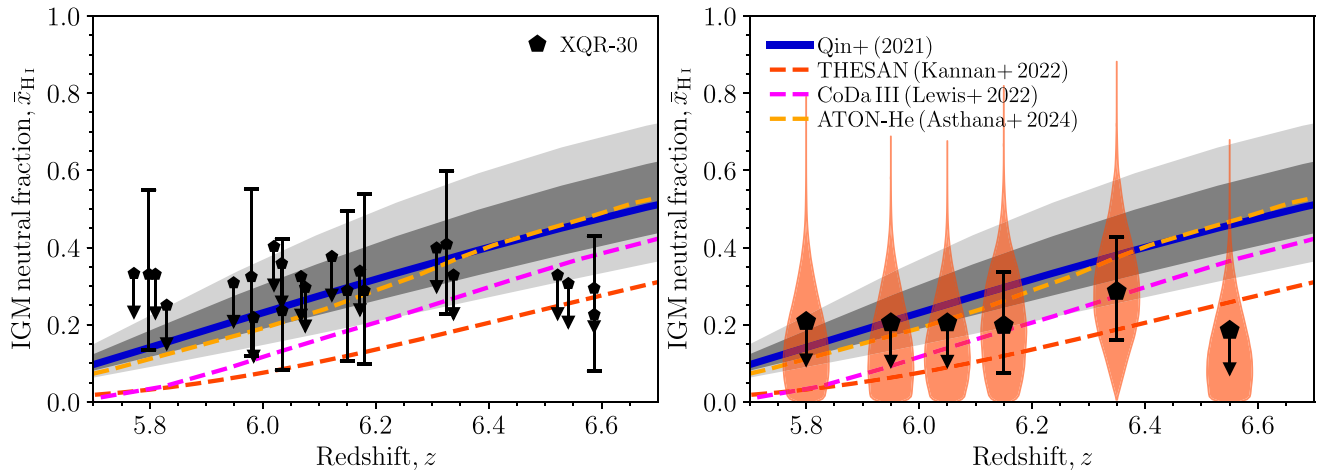 IGM neutral fraction, x̄_HI
1.0
0.8
0.6
0.4
0.2
0.0
XQR-30
5.8 6.0 6.2 6.4 6.6
Redshift, z
IGM neutral fraction, x̄_HI
1.0
0.8
0.6
0.4
0.2
0.0
Qin+ (2021)
THESAN (Kannan+ 2022)
CoDa III (Lewis+ 2022)
ATON-He (Asthana+ 2024)
5.8 6.0 6.2 6.4 6.6
Redshift, z